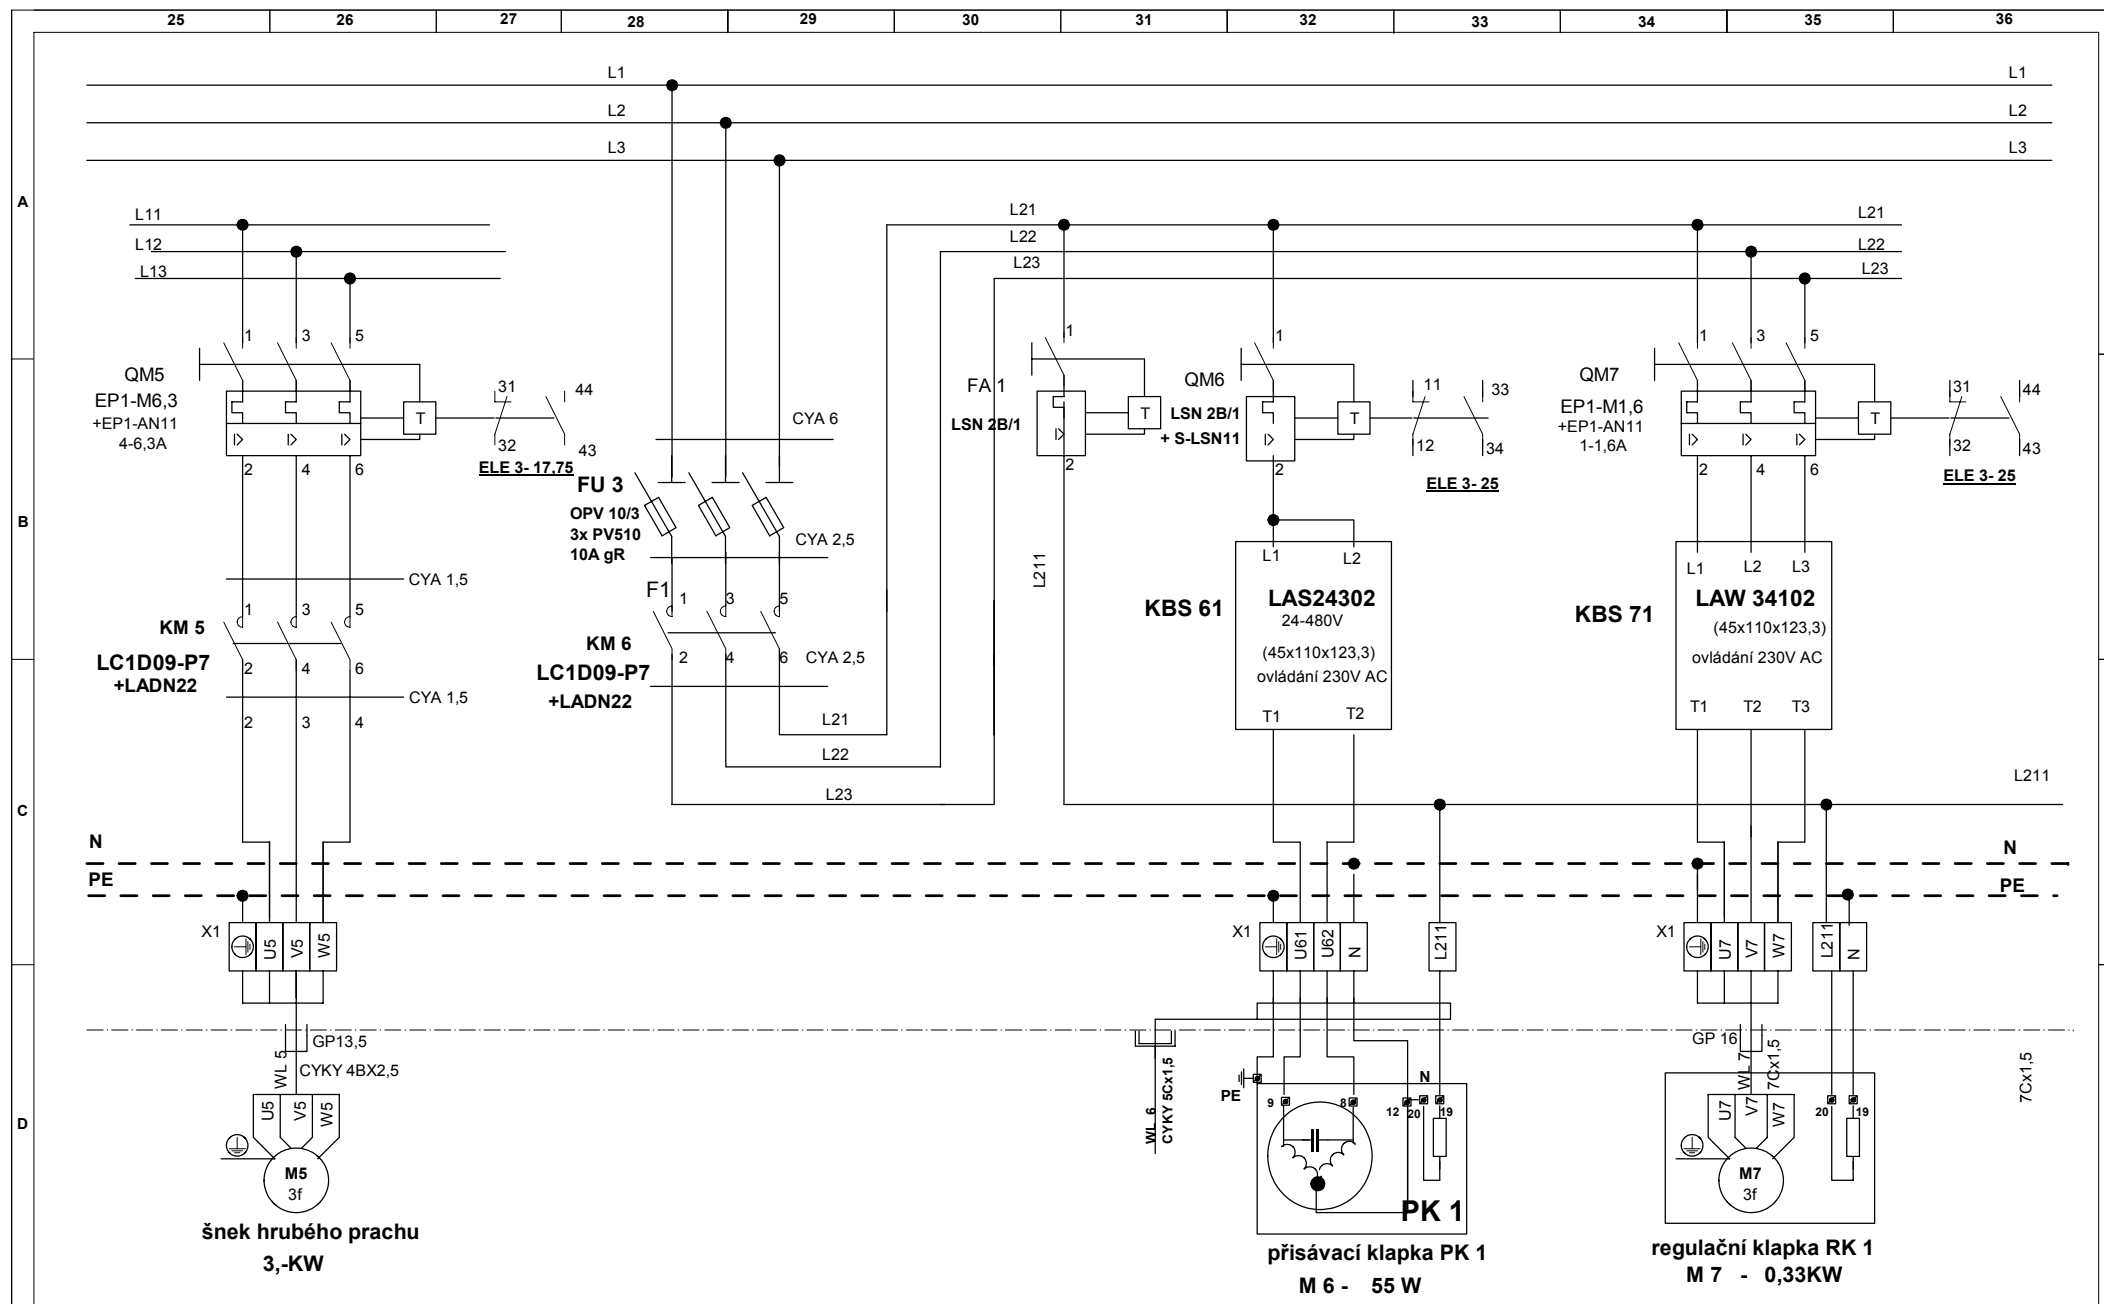 25 26 27 28 29 30 31 32 33 34 35 36
L1 L1
L2 L2
L3 L3
A
L11 L21 L21
L12 L22 L22
L13 L23 L23
1 3 5
QM5
EP1-M6,3
+EP1-AN11
4-6,3A
T
31 44
32 43
ELE 3- 17,75
2 4 6
CYA 1,5
1 3 5
KM 5
LC1D09-P7
+LADN22
2 4 6
CYA 1,5
2 3 4
CYA 6
FU 3
OPV 10/3
3x PV510
10A gR
CYA 2,5
F1
1 3 5
KM 6
LC1D09-P7
+LADN22
2 4 6
CYA 2,5
L21
L22
L23
1
FA 1
LSN 2B/1
T
2
L211
1
QM6
LSN 2B/1
+ S-LSN11
T
2
11 33
12 34
ELE 3- 25
KBS 61
L1 L2
LAS24302
24-480V
(45x110x123,3)
ovládání 230V AC
T1 T2
1 3 5
QM7
EP1-M1,6
+EP1-AN11
1-1,6A
T
2 4 6
31 44
32 43
ELE 3- 25
KBS 71
L1 L2 L3
LAW 34102
(45x110x123,3)
ovládání 230V AC
T1 T2 T3
L211
B
C
N N
PE PE
X1 U5 V5 W5
X1 U61 U62 N L211
X1 U7 V7 W7 L211 N
D
GP13,5
WL 5
CYKY 4BX2,5
U5 V5 W5
M5
3f
šnek hrubého prachu
3,-KW
WL 6
CYKY 5Cx1,5
PE
N
9 8 12 20 19
PK 1
přisávací klapka PK 1
M 6 - 55 W
GP 16
WL 7
7Cx1,5
7Cx1,5
U7 V7 W7
20 19
M7
3f
regulační klapka RK 1
M 7 - 0,33KW